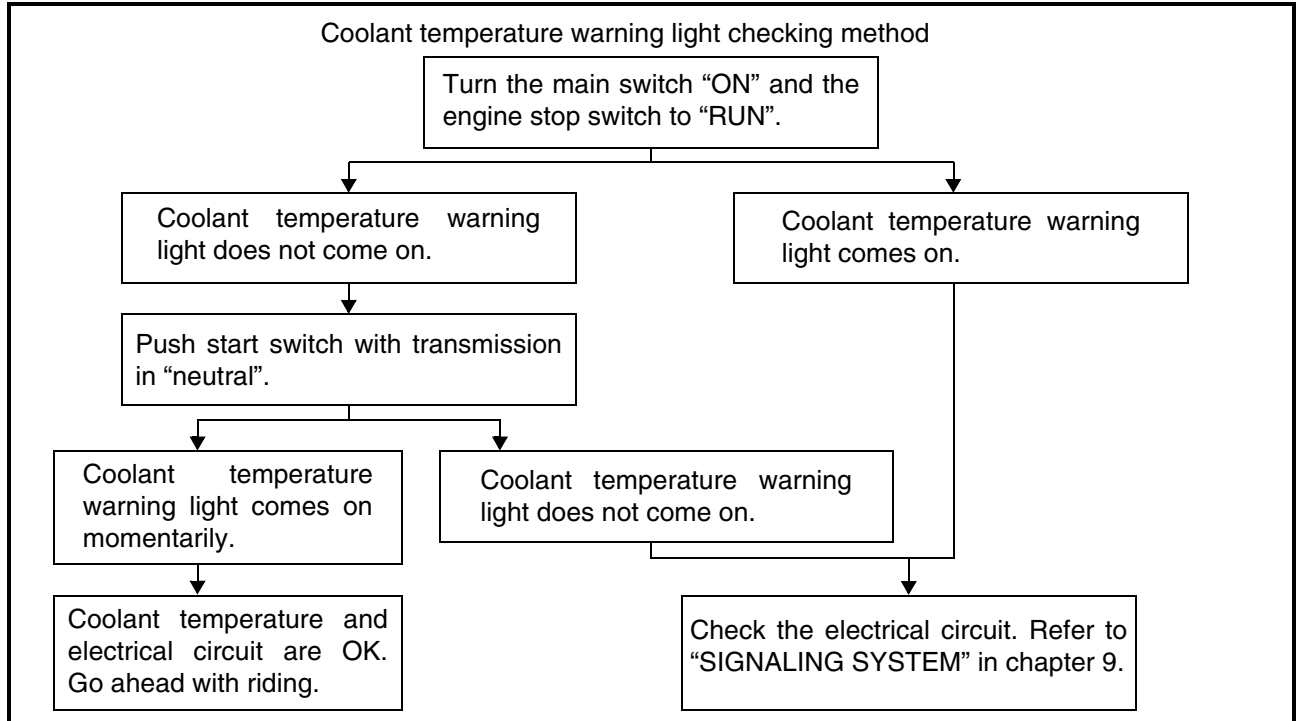 Coolant temperature warning light checking method
Turn the main switch “ON” and the
engine stop switch to “RUN”.
Coolant temperature warning
light does not come on.
Coolant temperature warning
light comes on.
Push start switch with transmission
in “neutral”.
Coolant temperature
warning light comes on
momentarily.
Coolant temperature warning
light does not come on.
Coolant temperature and
electrical circuit are OK.
Go ahead with riding.
Check the electrical circuit. Refer to
“SIGNALING SYSTEM” in chapter 9.